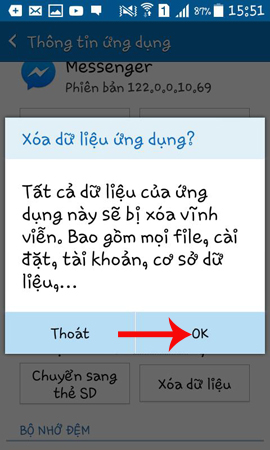 1 87% 15:51
Thông tin ứng dụng
Messenger
Phiên bản 122.0.0.10.69
Xóa dữ liệu ứng dụng?
Tất cả dữ liệu của ứng
dụng này sẽ bị xóa vĩnh
viễn. Bao gồm mọi file, cài
đặt, tài khoản, cơ sở dữ
liệu,...
Thoát OK
Chuyển sang
thẻ SD
Xóa dữ liệu
BỘ NHỚ ĐỆM